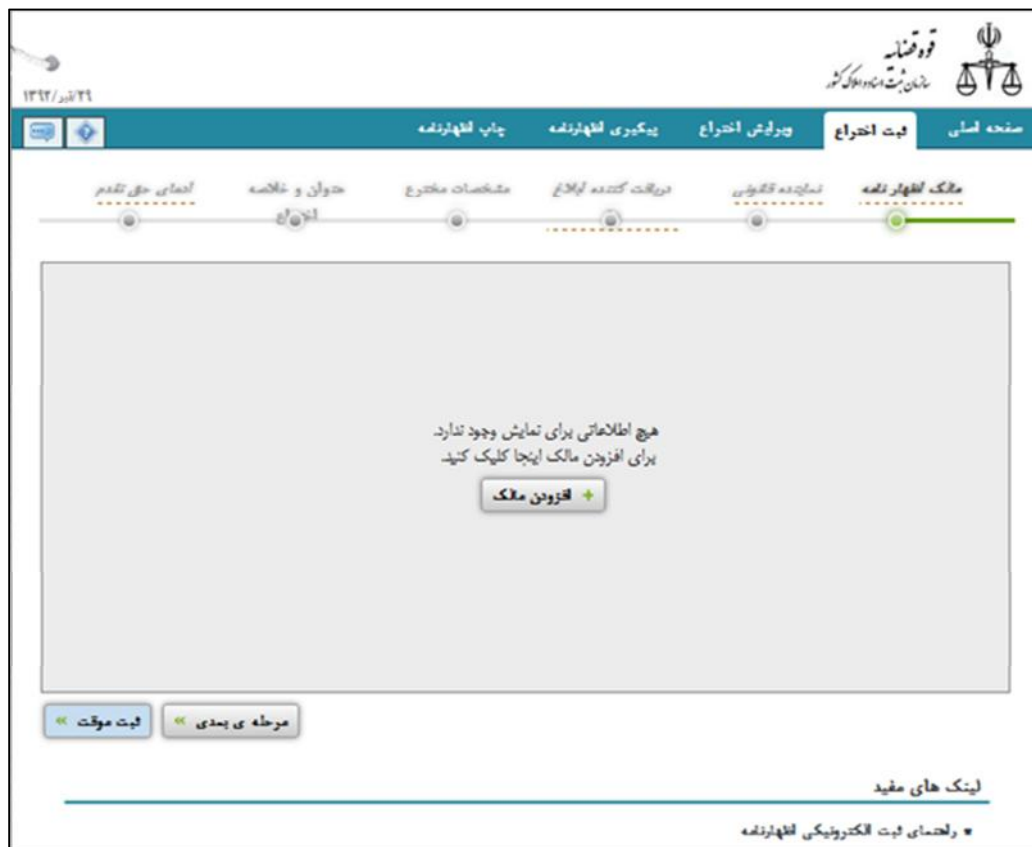 قوه قضائیه
سازمان ثبت اسناد و املاک کشور
۲۹/تیر/۱۳۹۲
صفحه اصلی
ثبت اختراع
ویرایش اختراع
پیگیری اظهارنامه
چاپ اظهارنامه
مالک اظهار نامه
نماینده قانونی
دریافت کننده ابلاغ
مشخصات مخترع
عنوان و خلاصه اختراع
ادعای حق تقدم
هیچ اطلاعاتی برای نمایش وجود ندارد.
برای افزودن مالک اینجا کلیک کنید.
+ افزودن مالک
مرحله ی بعدی »
ثبت موقت »
لینک های مفید
راهنمای ثبت الکترونیکی اظهارنامه